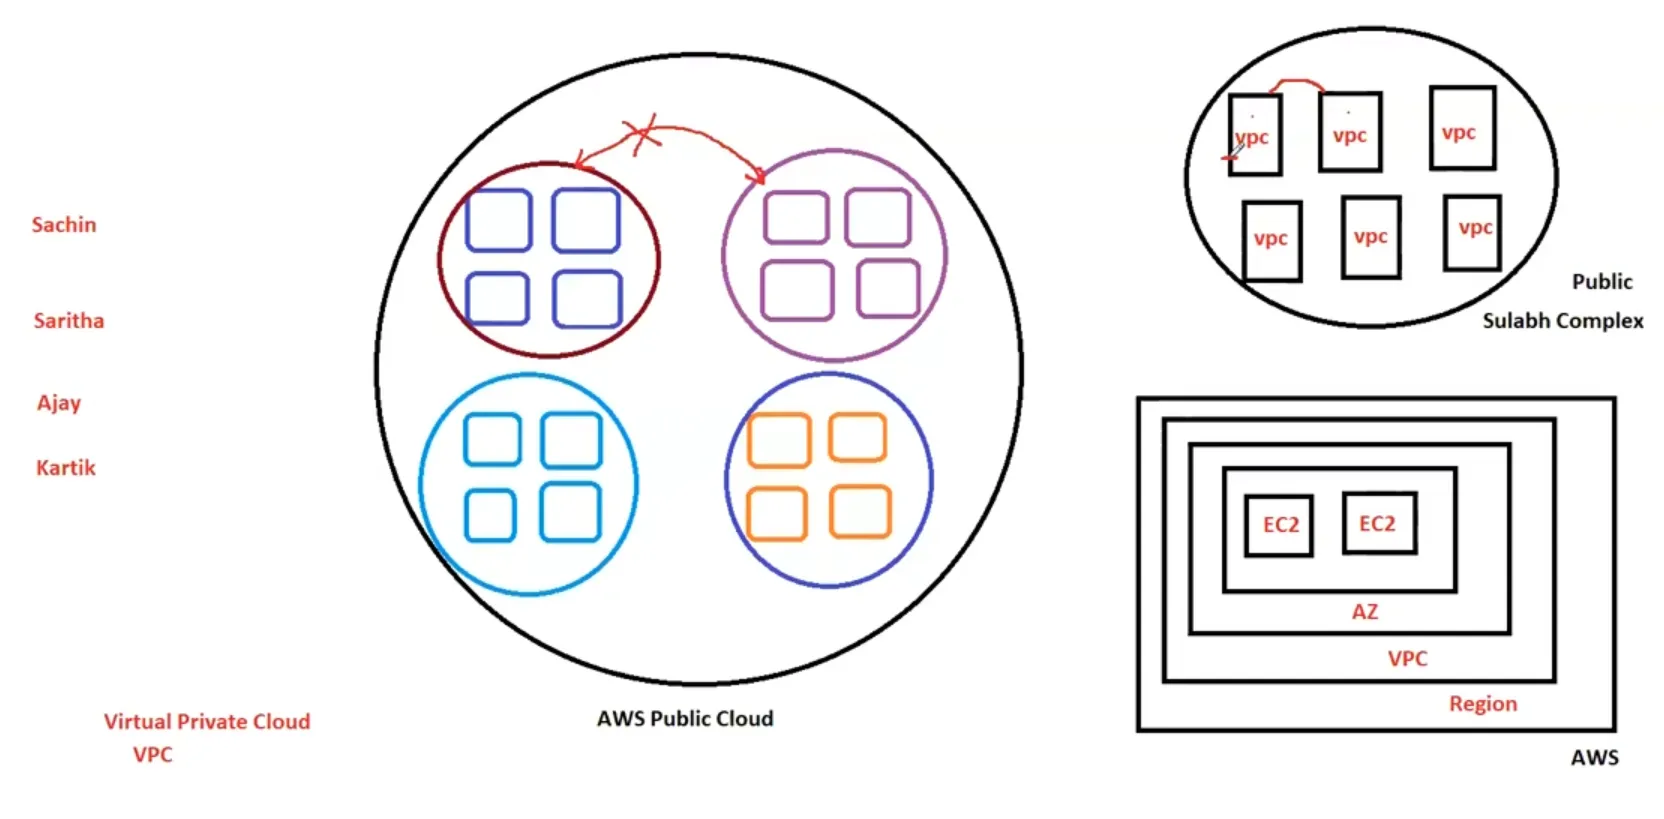 Sachin
Saritha
Ajay
Kartik
Virtual Private Cloud
VPC
AWS Public Cloud
vpc
vpc
vpc
vpc
vpc
vpc
Public
Sulabh Complex
EC2
EC2
AZ
VPC
Region
AWS